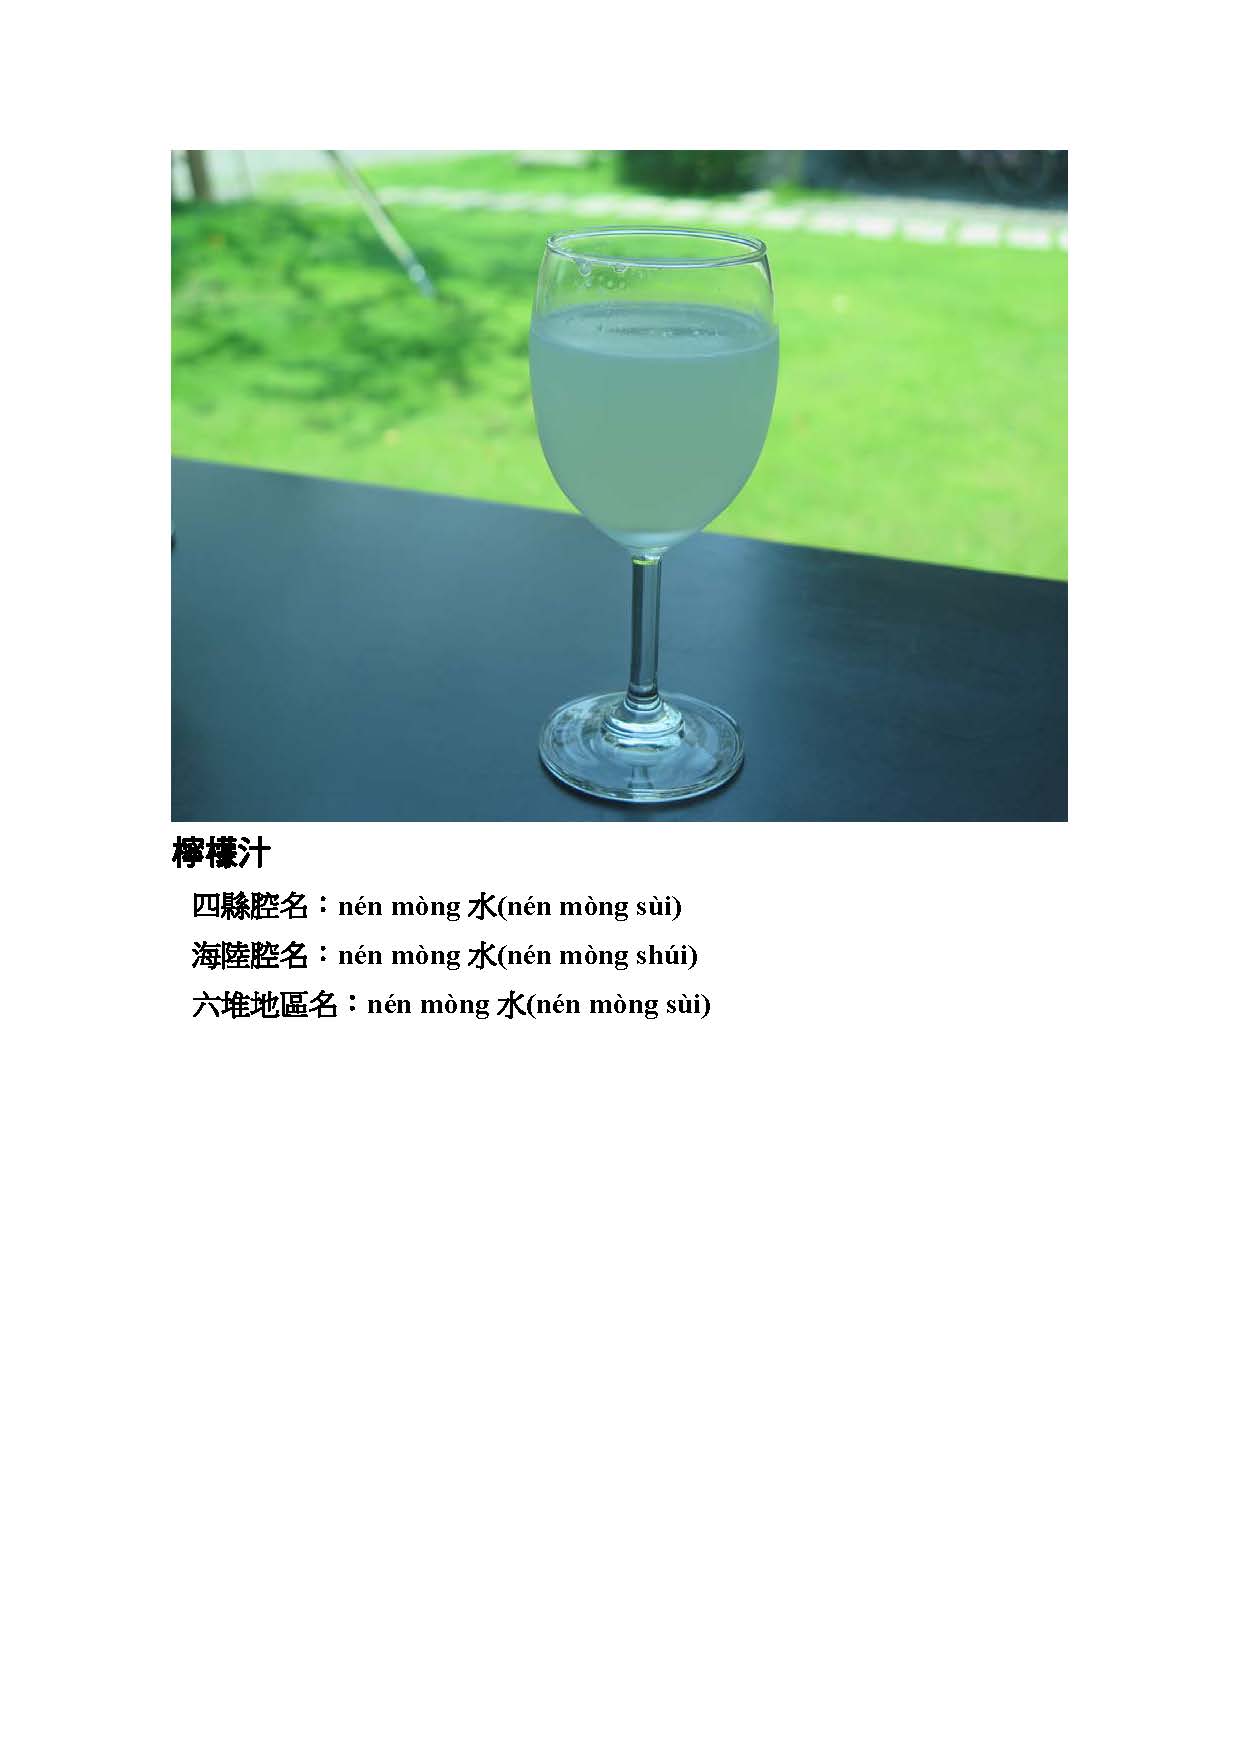 檸檬汁
四縣腔名：nén mòng 水(nén mòng sùi)
海陸腔名：nén mòng 水(nén mòng shúi)
六堆地區名：nén mòng 水(nén mòng sùi)